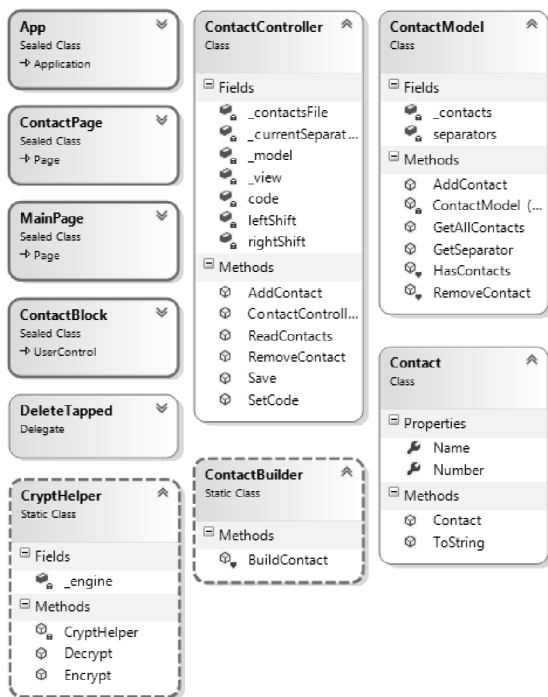 App
Sealed Class
Application
ContactPage
Sealed Class
Page
MainPage
Sealed Class
Page
ContactBlock
Sealed Class
UserControl
DeleteTapped
Delegate
CryptHelper
Static Class
Fields
_engine
Methods
CryptHelper
Decrypt
Encrypt
ContactController
Class
Fields
_contactsFile
_currentSeparat...
_model
_view
code
leftShift
rightShift
Methods
AddContact
ContactControll...
ReadContacts
RemoveContact
Save
SetCode
ContactBuilder
Static Class
Methods
BuildContact
ContactModel
Class
Fields
_contacts
separators
Methods
AddContact
ContactModel (...
GetAllContacts
GetSeparator
HasContacts
RemoveContact
Contact
Class
Properties
Name
Number
Methods
Contact
ToString